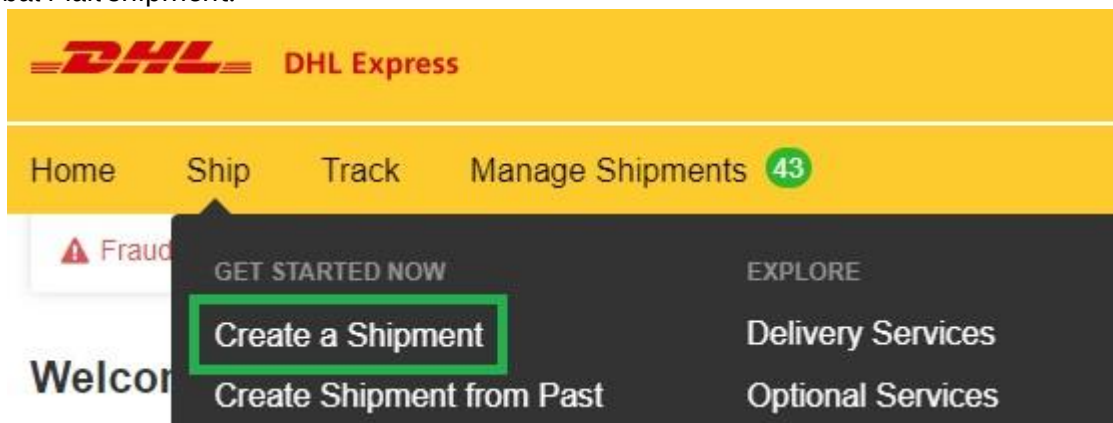 DHL DHL Express
Home Ship Track Manage Shipments 43
Fraud
GET STARTED NOW EXPLORE
Create a Shipment Delivery Services
Welcor
Create Shipment from Past Optional Services